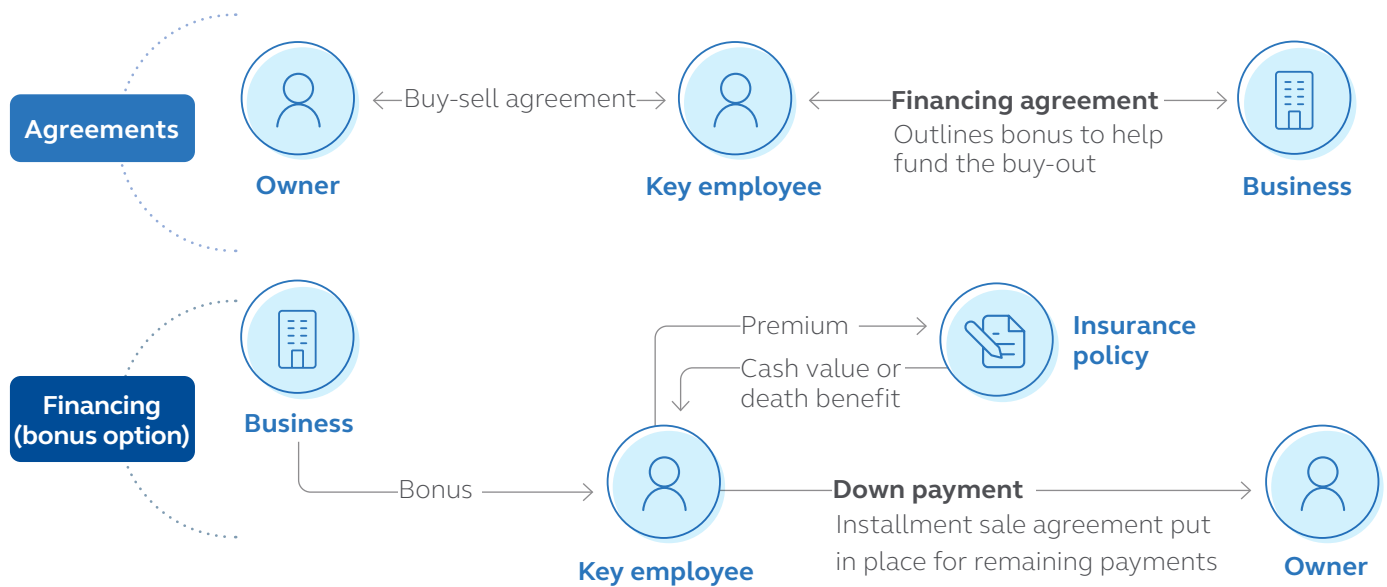 Agreements
Owner
Buy-sell agreement
Key employee
Financing agreement
Outlines bonus to help
fund the buy-out
Business
Financing
(bonus option)
Business
Bonus
Key employee
Premium
Cash value or
death benefit
Insurance
policy
Down payment
Installment sale agreement put
in place for remaining payments
Owner